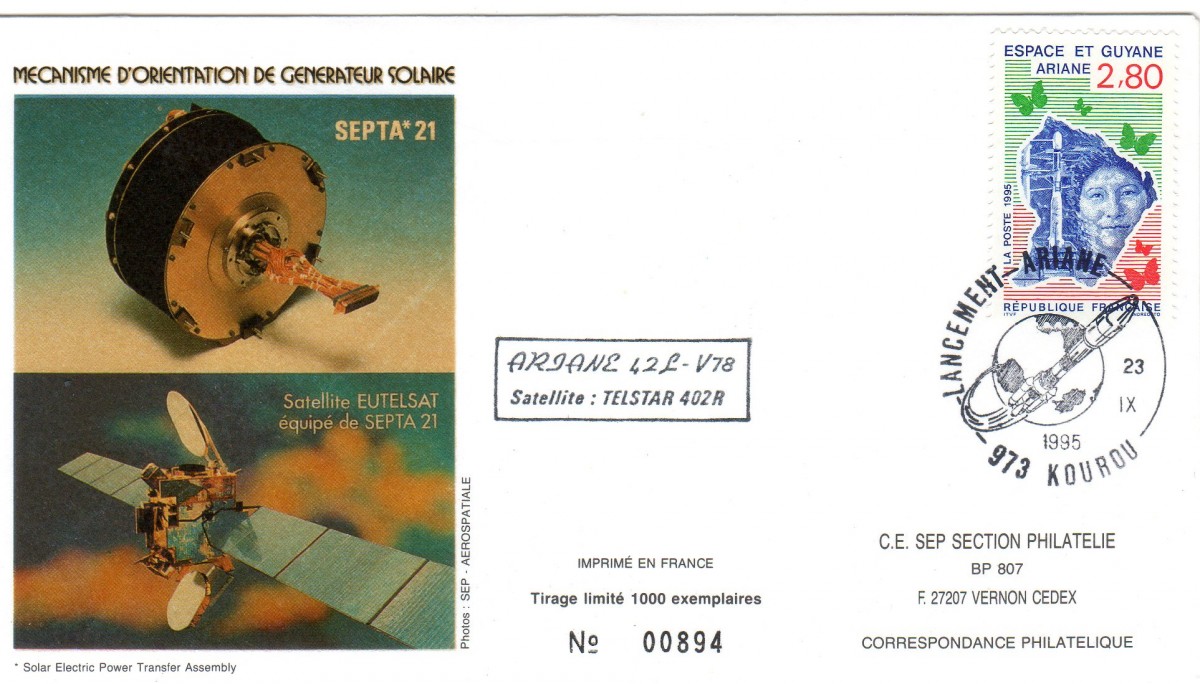 MECANISME D'ORIENTATION DE GENERATEUR SOLAIRE
SEPTA* 21
Satellite EUTELSAT
équipé de SEPTA 21
Photos : SEP - AEROSPATIALE
* Solar Electric Power Transfer Assembly
ARIANE 42L - V78
Satellite : TELSTAR 402R
IMPRIMÉ EN FRANCE
Tirage limité 1000 exemplaires
Nº 00894
ESPACE ET GUYANE
ARIANE 2,80
LA POSTE 1995
RÉPUBLIQUE FRANÇAISE
ITVF
LANCEMENT - ARIANE
23
IX
1995
973 KOUROU
C.E. SEP SECTION PHILATELIE
BP 807
F. 27207 VERNON CEDEX
CORRESPONDANCE PHILATELIQUE